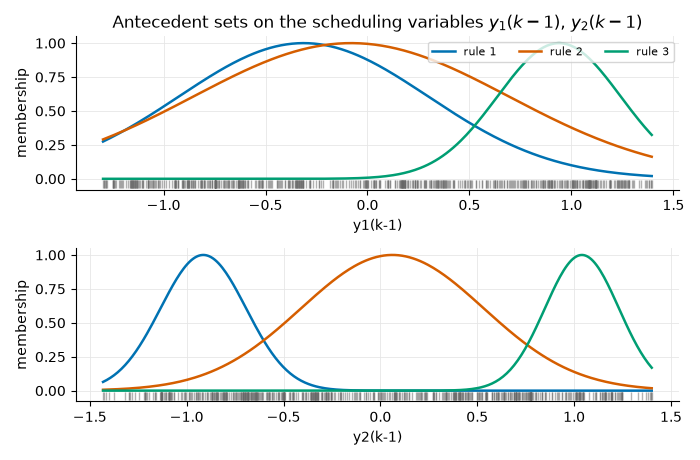 Antecedent sets on the scheduling variables y₁(k − 1), y₂(k − 1)
1.00
0.75
0.50
0.25
0.00
membership
rule 1 rule 2 rule 3
−1.0 −0.5 0.0 0.5 1.0 1.5
y1(k-1)
1.00
0.75
0.50
0.25
0.00
membership
−1.5 −1.0 −0.5 0.0 0.5 1.0 1.5
y2(k-1)